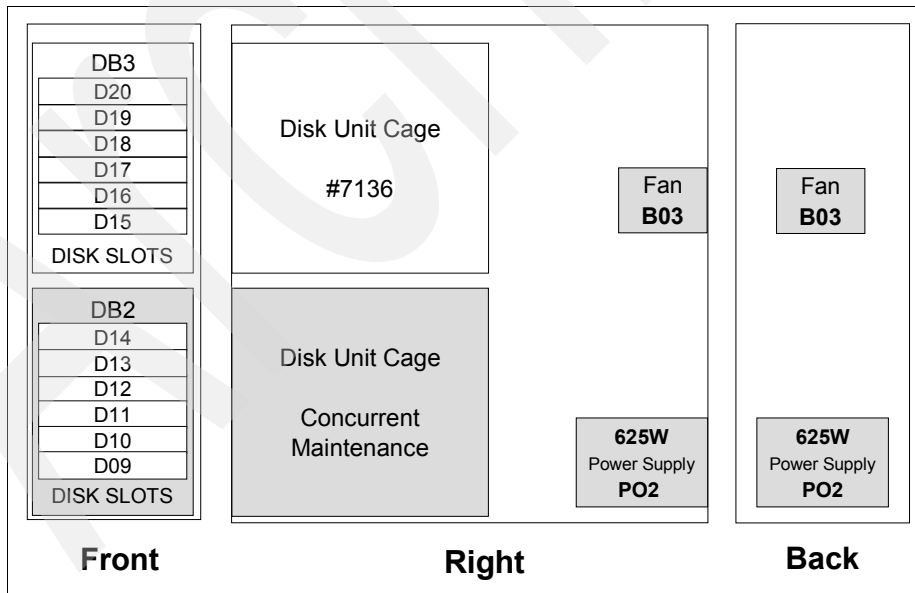 DB3
D20
D19
D18
D17
D16
D15
DISK SLOTS
DB2
D14
D13
D12
D11
D10
D09
DISK SLOTS
Front
Disk Unit Cage
#7136
Disk Unit Cage
Concurrent
Maintenance
Fan
B03
625W
Power Supply
PO2
Right
Fan
B03
625W
Power Supply
PO2
Back